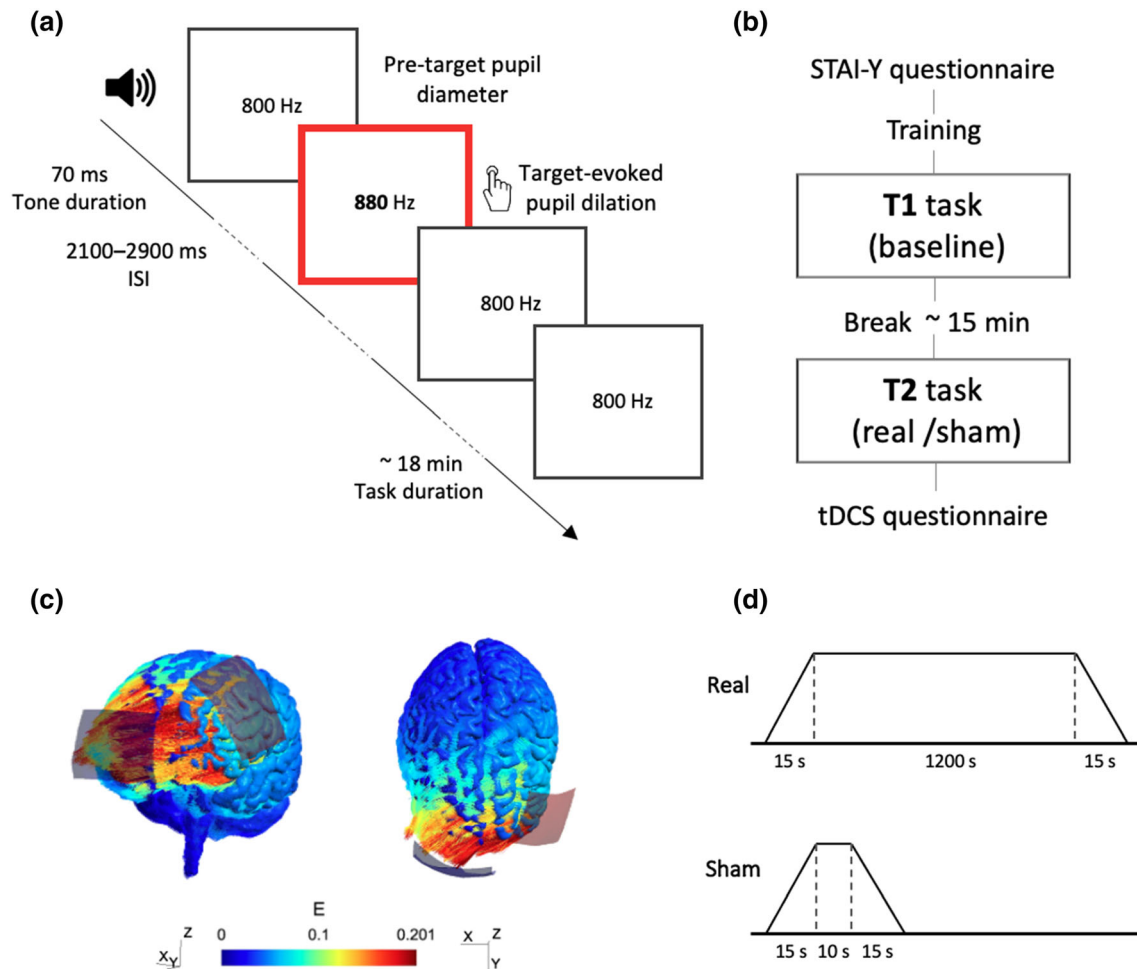 (a)
800 Hz
Pre-target pupil
diameter
880 Hz
Target-evoked
pupil dilation
70 ms
Tone duration
2100–2900 ms
ISI
800 Hz
800 Hz
~ 18 min
Task duration
(b)
STAI-Y questionnaire
Training
T1 task
(baseline)
Break ~ 15 min
T2 task
(real /sham)
tDCS questionnaire
(c)
E
0 0.1 0.201
X Y Z
X Z
Y
(d)
Real
15 s 1200 s 15 s
Sham
15 s 10 s 15 s